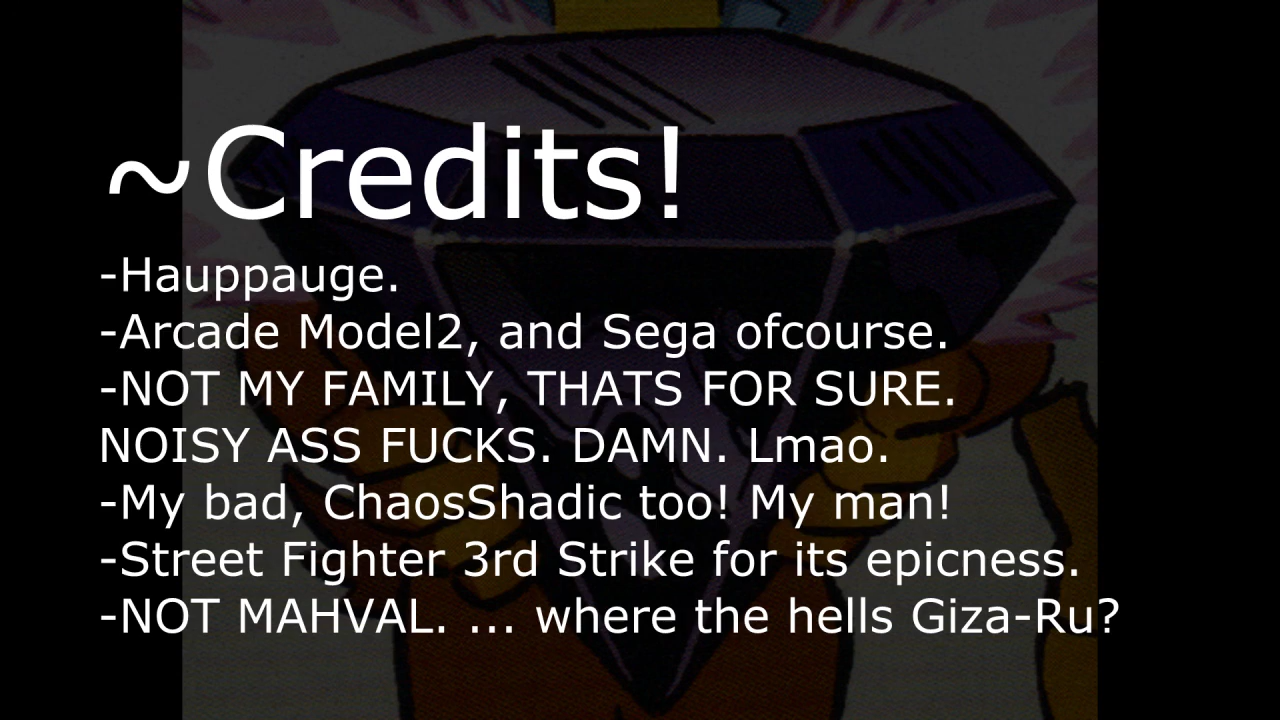 ~Credits!
-Hauppauge.
-Arcade Model2, and Sega ofcourse.
-NOT MY FAMILY, THATS FOR SURE.
NOISY ASS FUCKS. DAMN. Lmao.
-My bad, ChaosShadic too! My man!
-Street Fighter 3rd Strike for its epicness.
-NOT MAHVAL. ... where the hells Giza-Ru?